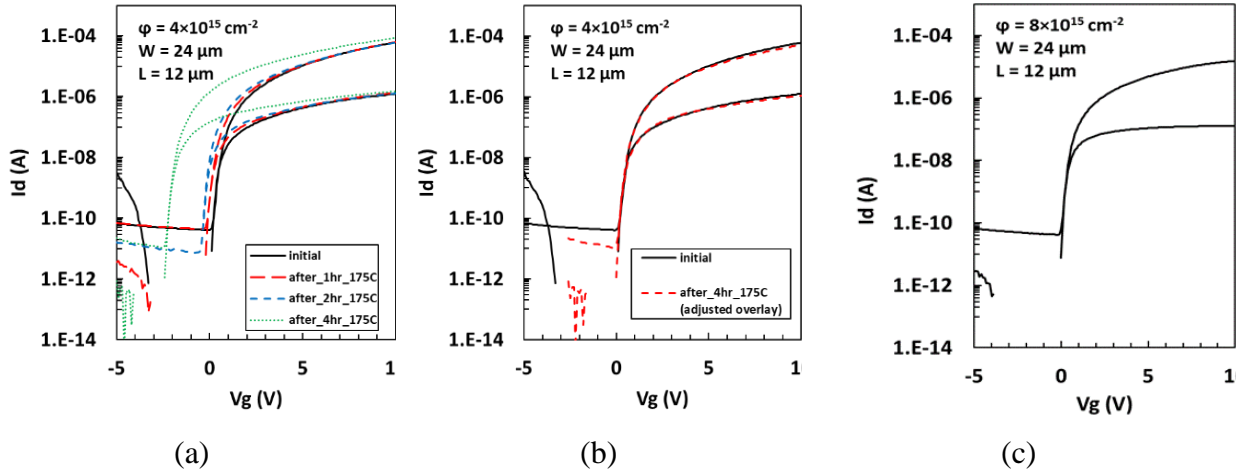 φ = 4×10¹⁵ cm⁻²
W = 24 µm
L = 12 µm
1.E-04
1.E-06
1.E-08
1.E-10
1.E-12
1.E-14
Id (A)
initial
after_1hr_175C
after_2hr_175C
after_4hr_175C
-5
0
5
1
Vg (V)
(a)
φ = 4×10¹⁵ cm⁻²
W = 24 µm
L = 12 µm
1.E-04
1.E-06
1.E-08
1.E-10
1.E-12
1.E-14
Id (A)
initial
after_4hr_175C
(adjusted overlay)
-5
0
5
1
Vg (V)
(b)
φ = 8×10¹⁵ cm⁻²
W = 24 µm
L = 12 µm
1.E-04
1.E-06
1.E-08
1.E-10
1.E-12
1.E-14
Id (A)
-5
0
5
10
Vg (V)
(c)